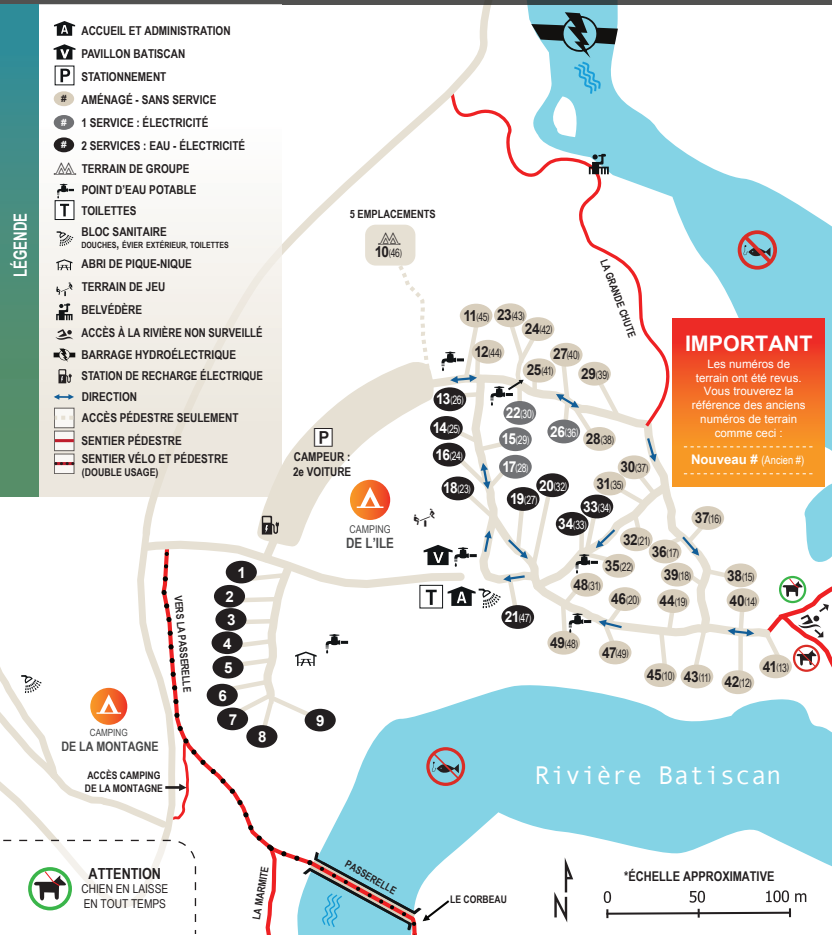 LÉGENDE
A ACCUEIL ET ADMINISTRATION
V PAVILLON BATISCAN
P STATIONNEMENT
# AMÉNAGÉ - SANS SERVICE
# 1 SERVICE : ÉLECTRICITÉ
# 2 SERVICES : EAU - ÉLECTRICITÉ
TERRAIN DE GROUPE
POINT D'EAU POTABLE
T TOILETTES
BLOC SANITAIRE
DOUCHES, ÉVIER EXTÉRIEUR, TOILETTES
ABRI DE PIQUE-NIQUE
TERRAIN DE JEU
BELVÉDÈRE
ACCÈS À LA RIVIÈRE NON SURVEILLÉ
BARRAGE HYDROÉLECTRIQUE
STATION DE RECHARGE ÉLECTRIQUE
DIRECTION
ACCÈS PÉDESTRE SEULEMENT
SENTIER PÉDESTRE
SENTIER VÉLO ET PÉDESTRE
(DOUBLE USAGE)
5 EMPLACEMENTS
10(46)
LA GRANDE CHUTE
IMPORTANT
Les numéros de
terrain ont été revus.
Vous trouverez la
référence des anciens
numéros de terrain
comme ceci :
Nouveau # (Ancien #)
11(45)
23(43)
24(42)
12(44)
27(40)
25(41)
29(39)
13(26)
22(30)
14(25)
15(29)
26(36)
28(38)
16(24)
17(28)
30(37)
18(23)
20(32)
31(35)
19(27)
33(34)
34(33)
37(16)
32(21)
36(17)
35(22)
39(18)
38(15)
48(31)
46(20)
44(19)
40(14)
21(47)
49(48)
47(49)
45(10)
43(11)
42(12)
41(13)
P
CAMPEUR :
2e VOITURE
CAMPING
DE L'ILE
V
T A
1
2
3
4
5
6
7
8
9
VERS LA PASSERELLE
CAMPING
DE LA MONTAGNE
ACCÈS CAMPING
DE LA MONTAGNE
Rivière Batiscan
ATTENTION
CHIEN EN LAISSE
EN TOUT TEMPS
LA MARMITE
PASSERELLE
LE CORBEAU
N
*ÉCHELLE APPROXIMATIVE
0 50 100 m